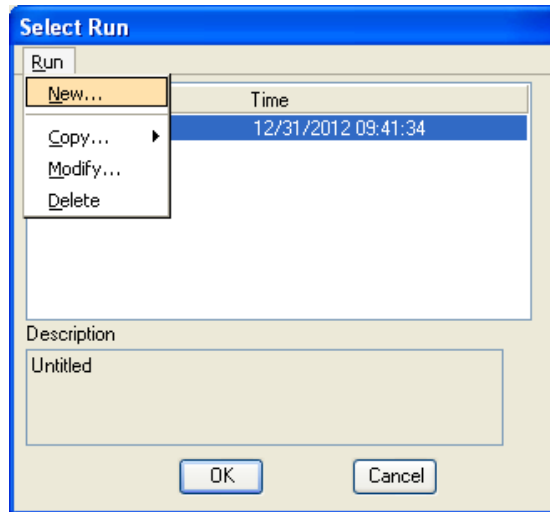 Select Run
Run
New...
Time
12/31/2012 09:41:34
Copy...
Modify...
Delete
Description
Untitled
OK Cancel